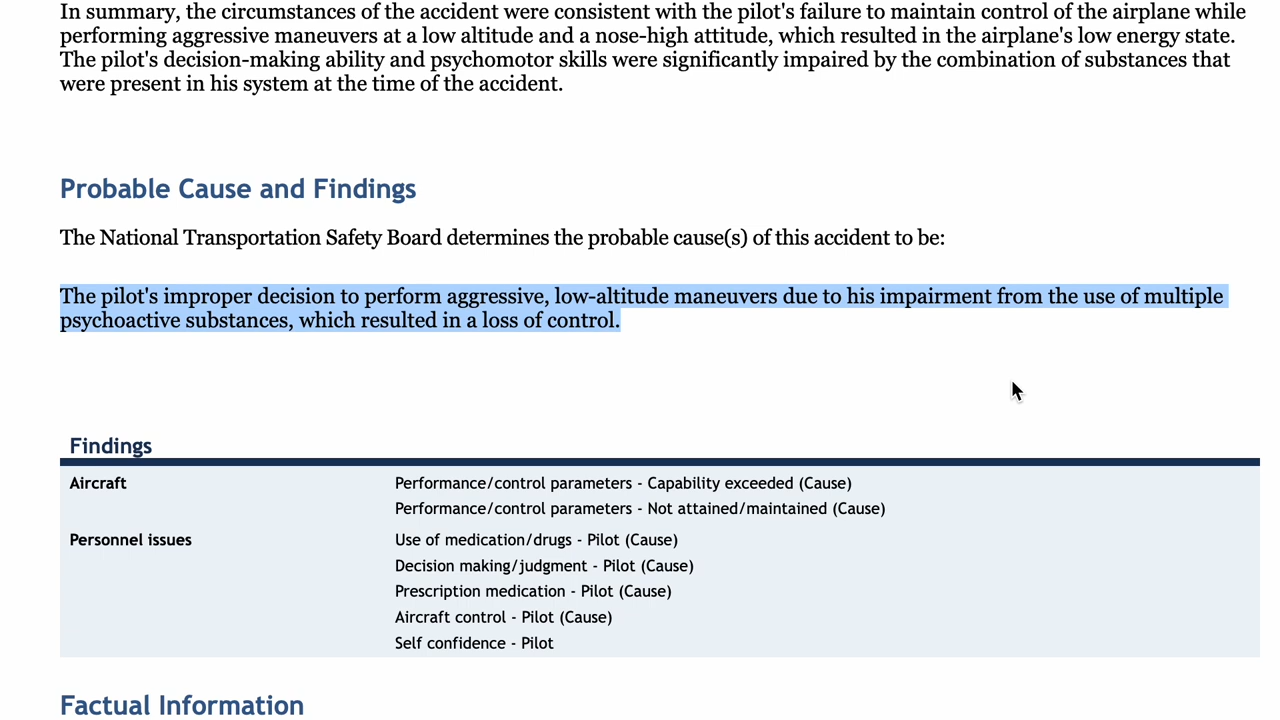 In summary, the circumstances of the accident were consistent with the pilot's failure to maintain control of the airplane while
performing aggressive maneuvers at a low altitude and a nose-high attitude, which resulted in the airplane's low energy state.
The pilot's decision-making ability and psychomotor skills were significantly impaired by the combination of substances that
were present in his system at the time of the accident.
Probable Cause and Findings
The National Transportation Safety Board determines the probable cause(s) of this accident to be:
The pilot's improper decision to perform aggressive, low-altitude maneuvers due to his impairment from the use of multiple
psychoactive substances, which resulted in a loss of control.
Findings
Aircraft Performance/control parameters - Capability exceeded (Cause)
Performance/control parameters - Not attained/maintained (Cause)
Personnel issues Use of medication/drugs - Pilot (Cause)
Decision making/judgment - Pilot (Cause)
Prescription medication - Pilot (Cause)
Aircraft control - Pilot (Cause)
Self confidence - Pilot
Factual Information